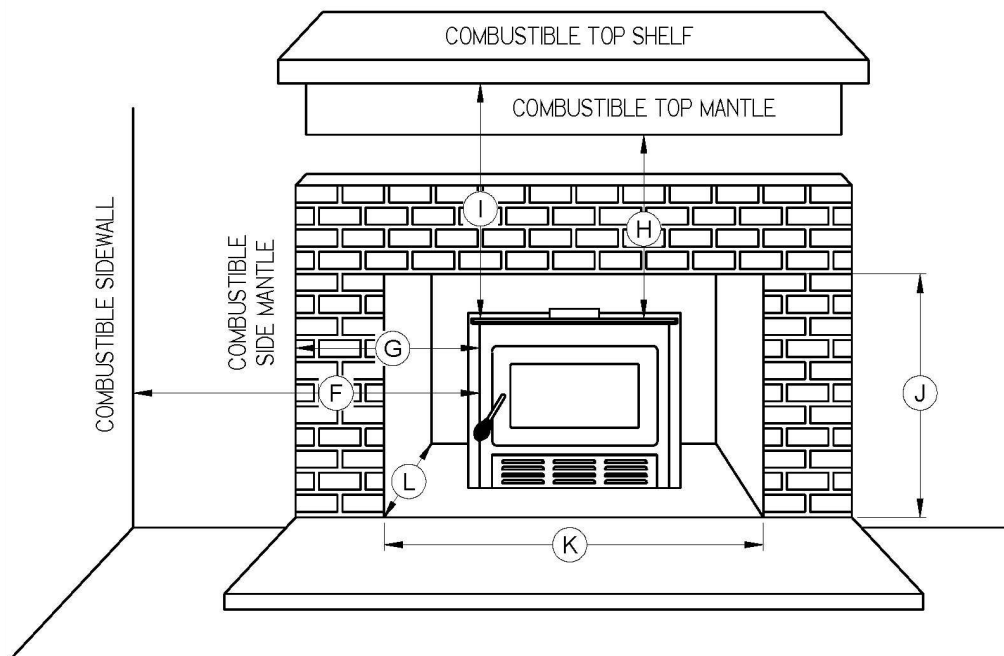 COMBUSTIBLE TOP SHELF
COMBUSTIBLE TOP MANTLE
COMBUSTIBLE SIDEWALL
COMBUSTIBLE
SIDE MANTLE
I
H
G
F
J
L
K